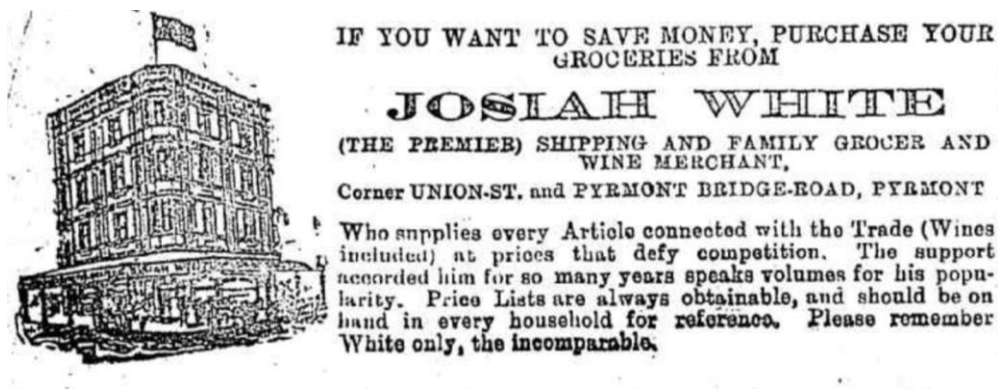 IF YOU WANT TO SAVE MONEY, PURCHASE YOUR
GROCERIES FROM
JOSIAH WHITE
(THE PREMIER) SHIPPING AND FAMILY GROCER AND
WINE MERCHANT,
Corner UNION-ST. and PYRMONT BRIDGE-ROAD, PYRMONT
Who supplies every Article connected with the Trade (Wines
included) at prices that defy competition. The support
accorded him for so many years speaks volumes for his popu-
larity. Price Lists are always obtainable, and should be on
hand in every household for reference. Please remember
White only, the incomparable.